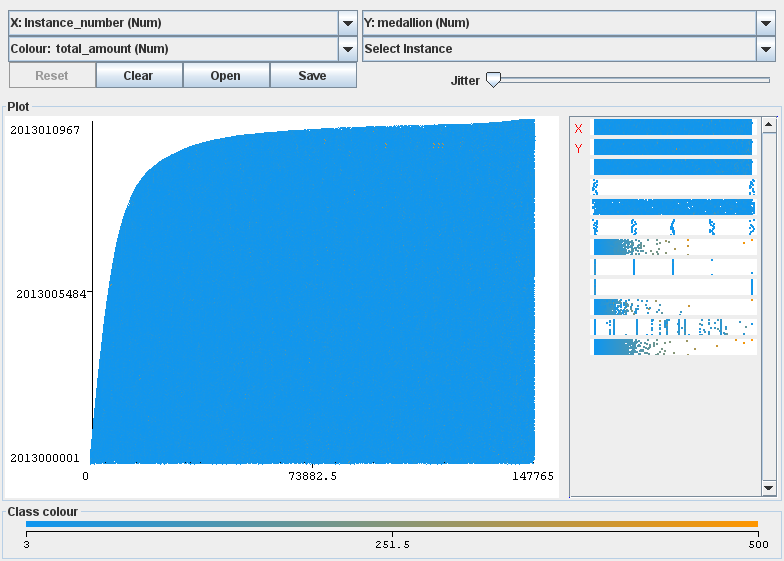 X: Instance_number (Num) Y: medallion (Num)
Colour: total_amount (Num) Select Instance
Reset Clear Open Save Jitter
Plot
2013010967
2013005484
2013000001
0 73882.5 147765
X
Y
Class colour
3 251.5 500